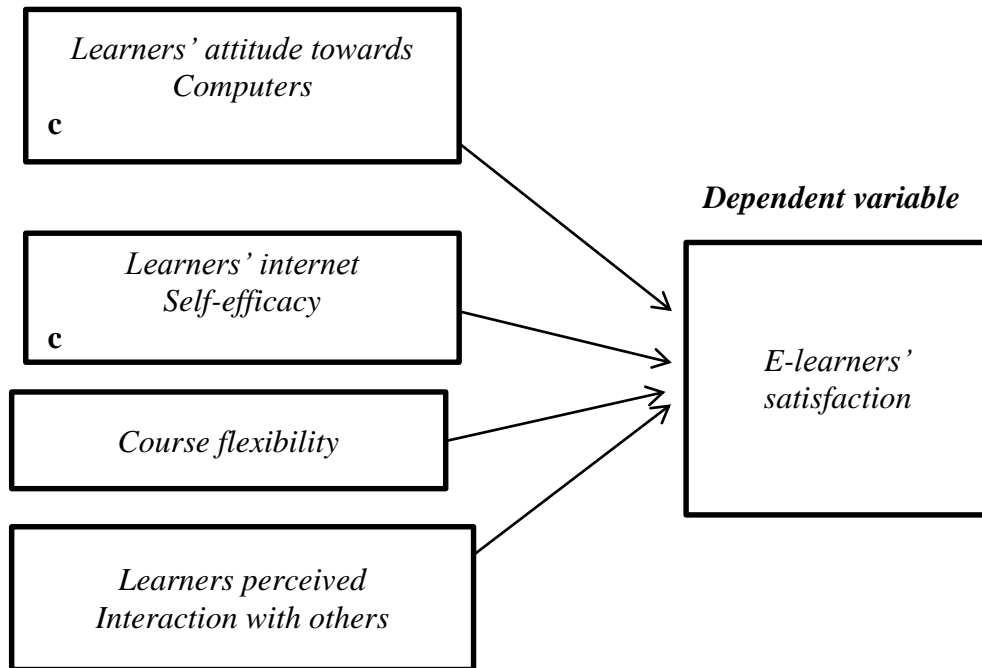 Learners’ attitude towards
Computers
c
Dependent variable
Learners’ internet
Self-efficacy
c
E-learners’
satisfaction
Course flexibility
Learners perceived
Interaction with others